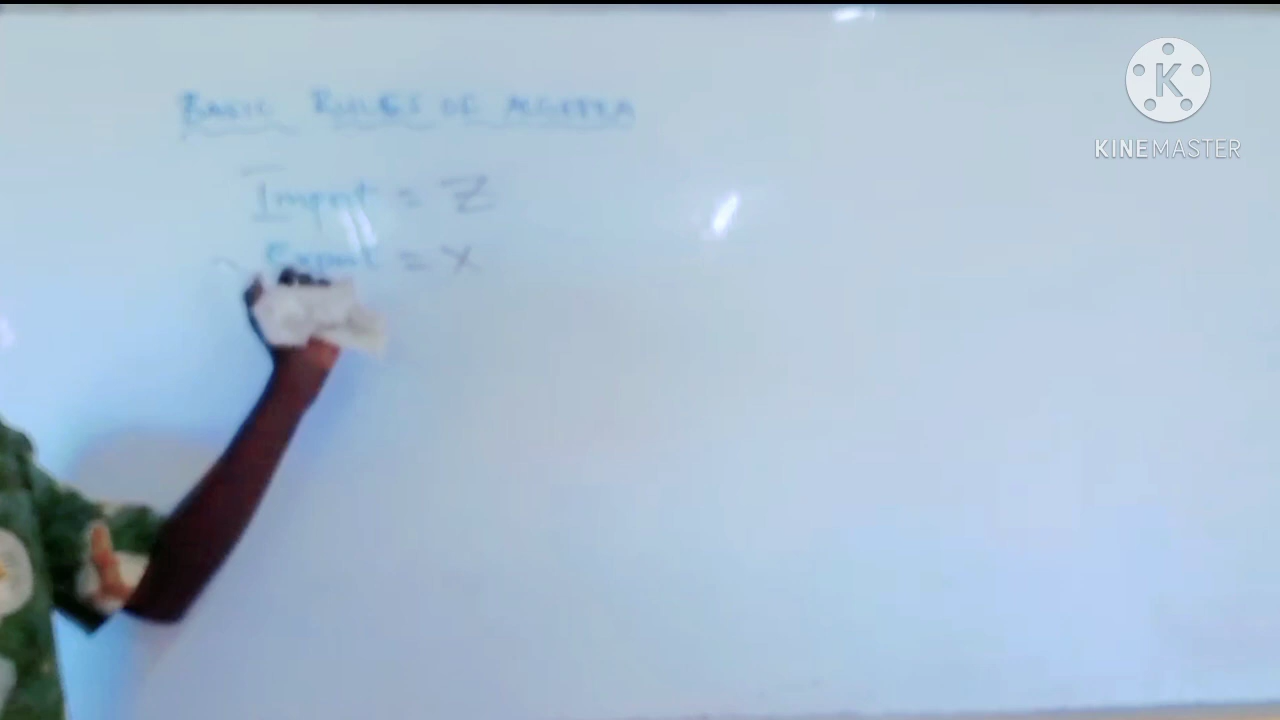 BASIC RULES OF ALGEBRA
Import = Z
Export = X
K
KINEMASTER